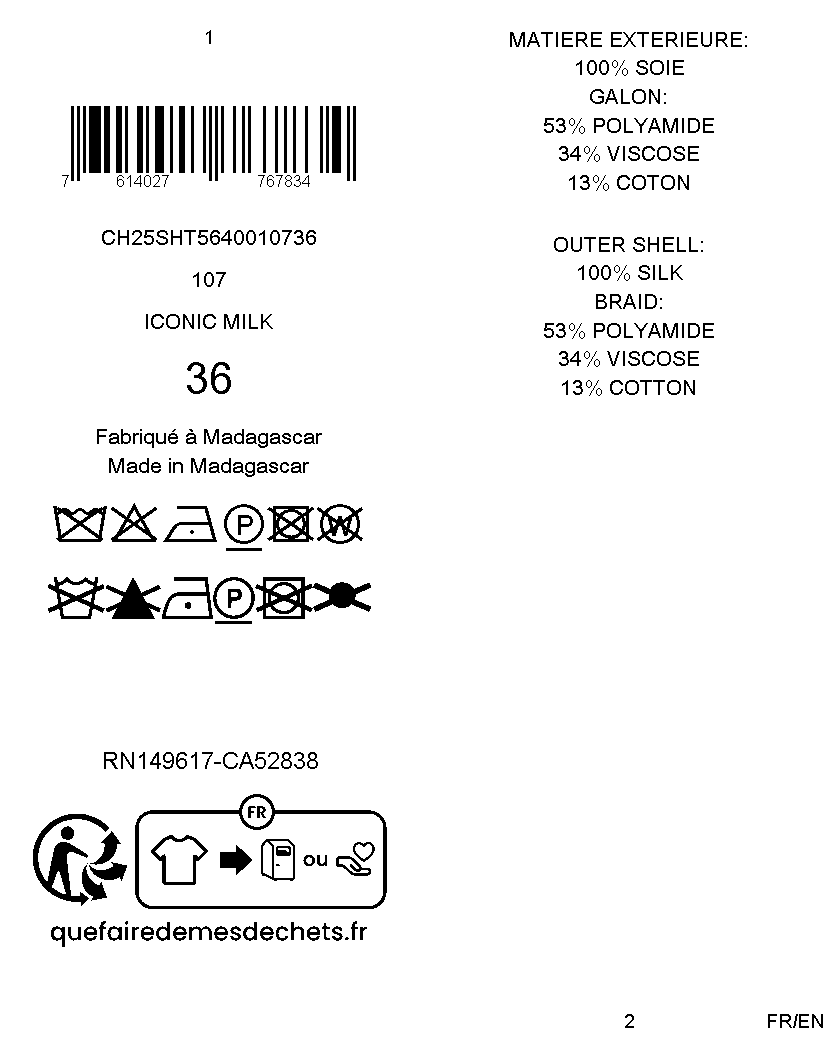 1
7 614027 767834
CH25SHT5640010736
107
ICONIC MILK
36
Fabriqué à Madagascar
Made in Madagascar
P W
P
RN149617-CA52838
FR
ou
quefairedemesdechets.fr
MATIERE EXTERIEURE:
100% SOIE
GALON:
53% POLYAMIDE
34% VISCOSE
13% COTON
OUTER SHELL:
100% SILK
BRAID:
53% POLYAMIDE
34% VISCOSE
13% COTTON
2
FR/EN